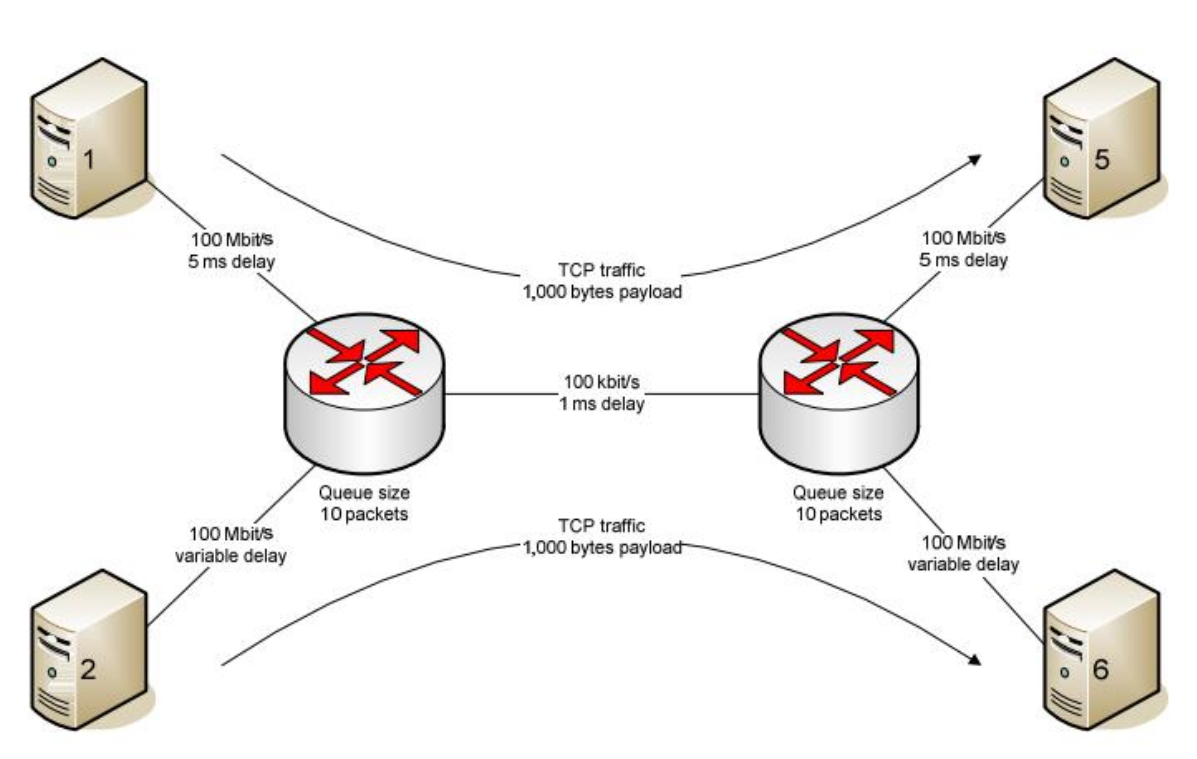 1
5
100 Mbit/s
5 ms delay
100 Mbit/s
5 ms delay
TCP traffic
1,000 bytes payload
100 kbit/s
1 ms delay
Queue size
10 packets
Queue size
10 packets
100 Mbit/s
variable delay
TCP traffic
1,000 bytes payload
100 Mbit/s
variable delay
2
6